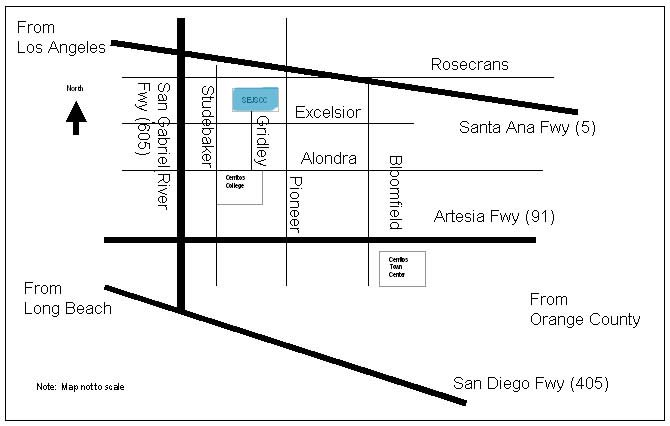 From
Los Angeles
Rosecrans
North
San Gabriel River
Fwy (605)
Studebaker
SEJSCC
Gridley
Excelsior
Santa Ana Fwy (5)
Alondra
Cerritos
College
Pioneer
Bloomfield
Artesia Fwy (91)
Cerritos
Town
Center
From
Long Beach
From
Orange County
San Diego Fwy (405)
Note: Map not to scale